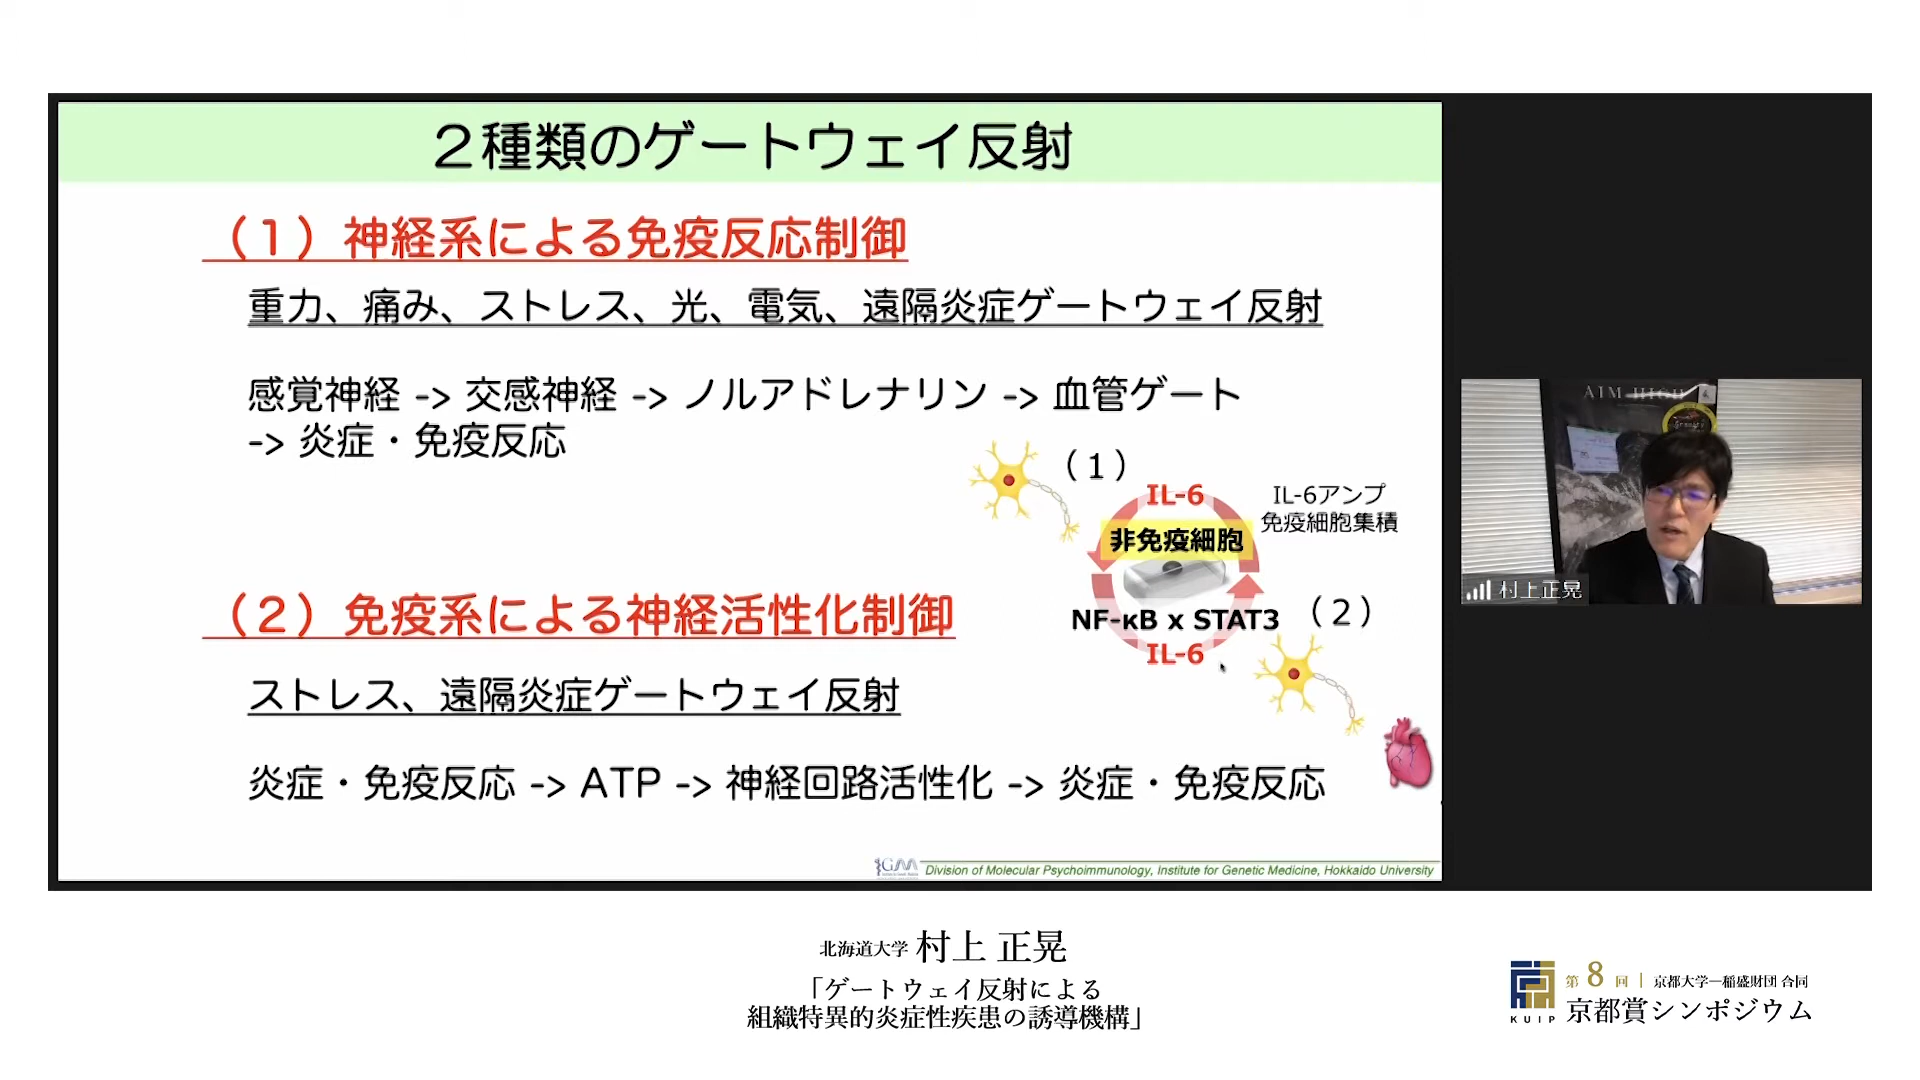 ２種類のゲートウェイ反射
（１）神経系による免疫反応制御
重力、痛み、ストレス、光、電気、遠隔炎症ゲートウェイ反射
感覚神経 -> 交感神経 -> ノルアドレナリン -> 血管ゲート
-> 炎症・免疫反応
（１）
IL-6
IL-6アンプ
免疫細胞集積
非免疫細胞
NF-κB x STAT3
（２）
IL-6
（２）免疫系による神経活性化制御
ストレス、遠隔炎症ゲートウェイ反射
炎症・免疫反応 -> ATP -> 神経回路活性化 -> 炎症・免疫反応
IGM
Division of Molecular Psychoimmunology, Institute for Genetic Medicine, Hokkaido University
AIM HIGH
村上正晃
北海道大学 村上 正晃
「ゲートウェイ反射による
組織特異的炎症性疾患の誘導機構」
KUIP
第8回 | 京都大学—稲盛財団 合同
京都賞シンポジウム